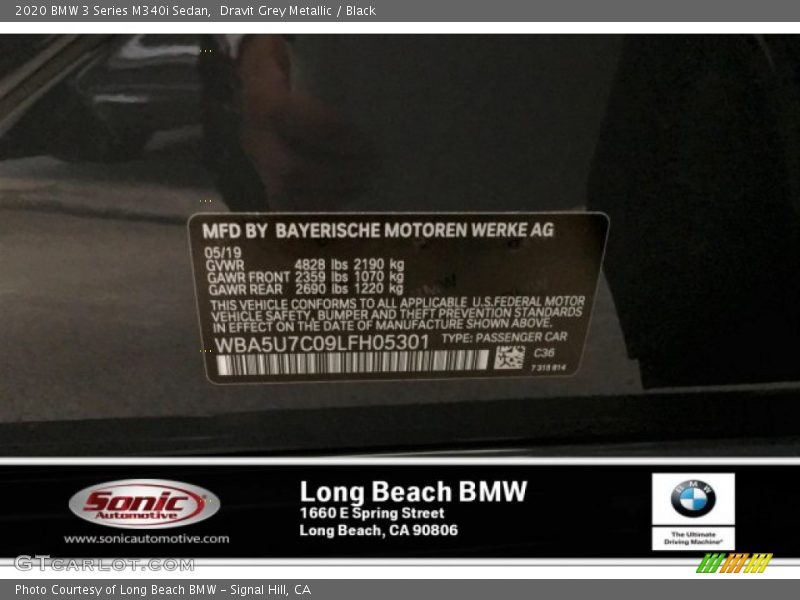 2020 BMW 3 Series M340i Sedan, Dravit Grey Metallic / Black
MFD BY BAYERISCHE MOTOREN WERKE AG
05/19
GVWR 4828 lbs 2190 kg
GAWR FRONT 2359 lbs 1070 kg
GAWR REAR 2690 lbs 1220 kg
THIS VEHICLE CONFORMS TO ALL APPLICABLE U.S.FEDERAL MOTOR
VEHICLE SAFETY, BUMPER AND THEFT PREVENTION STANDARDS
IN EFFECT ON THE DATE OF MANUFACTURE SHOWN ABOVE.
WBA5U7C09LFH05301 TYPE: PASSENGER CAR
C36
7 313 814
Sonic
Automotive
www.sonicautomotive.com
Long Beach BMW
1660 E Spring Street
Long Beach, CA 90806
BMW
The Ultimate
Driving Machine®
GTcarlot.com
Photo Courtesy of Long Beach BMW - Signal Hill, CA